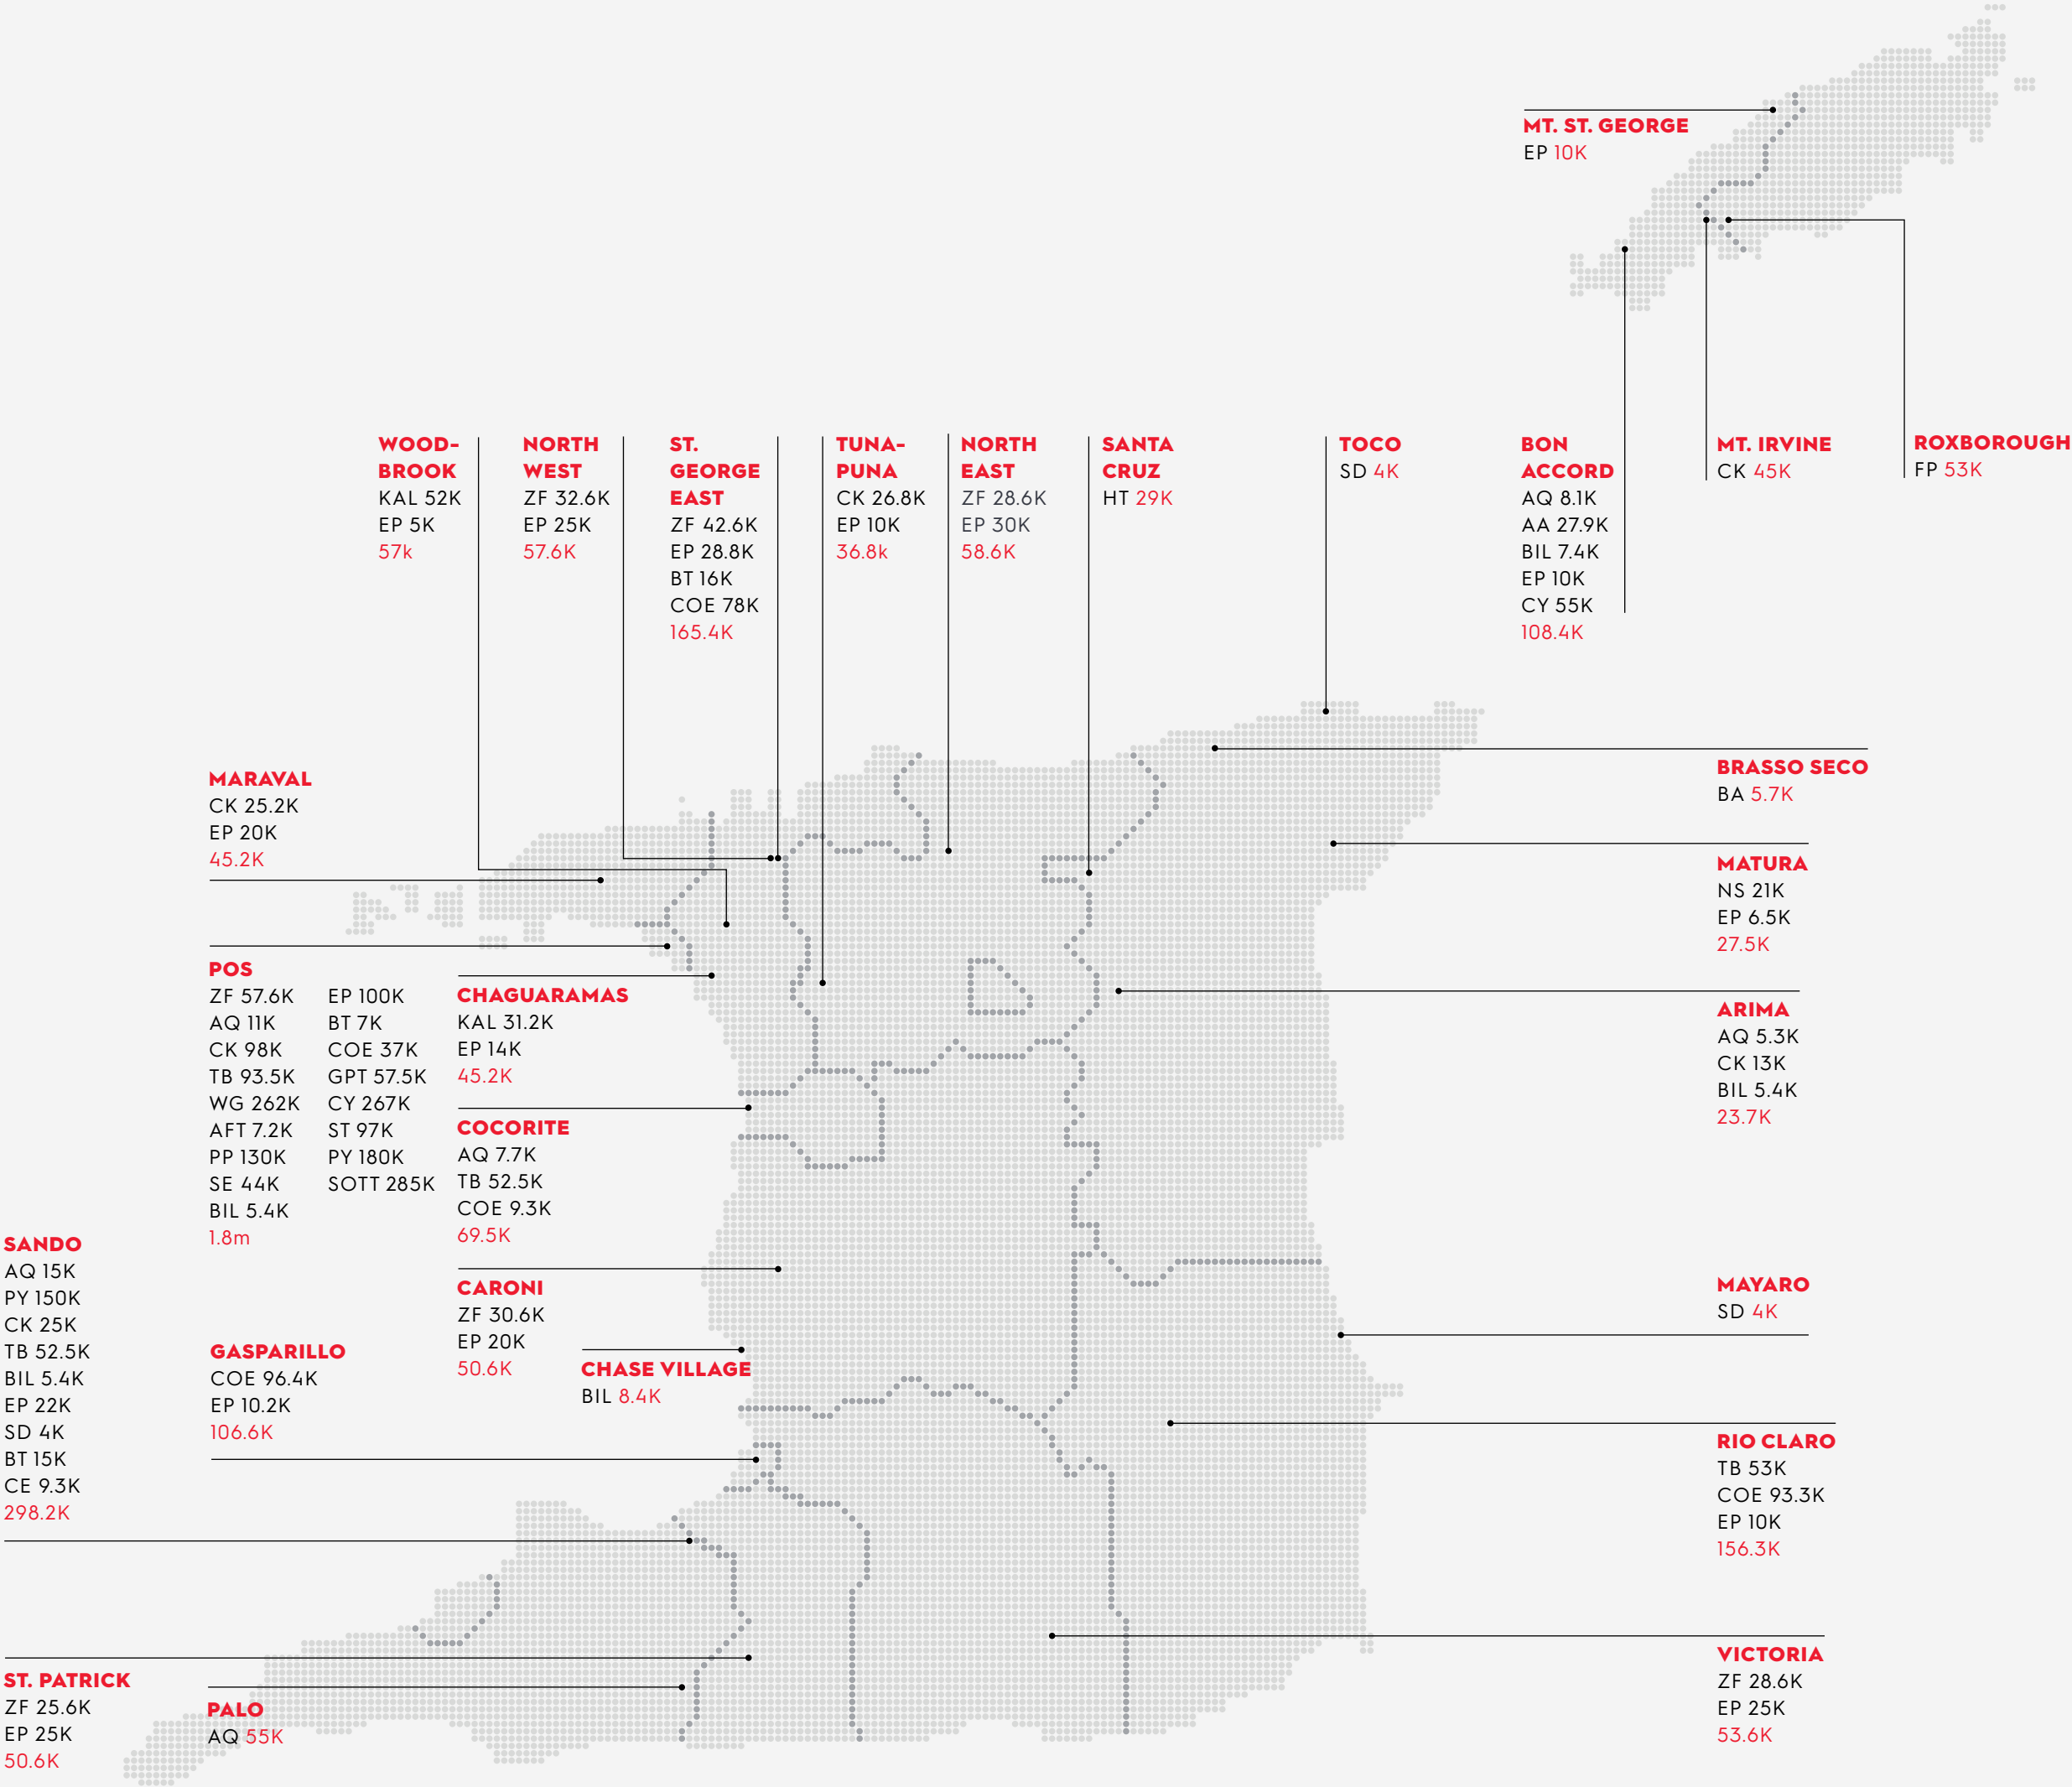 MT. ST. GEORGE
EP 10K
WOOD-
BROOK
KAL 52K
EP 5K
57k
NORTH
WEST
ZF 32.6K
EP 25K
57.6K
ST.
GEORGE
EAST
ZF 42.6K
EP 28.8K
BT 16K
COE 78K
165.4K
TUNA-
PUNA
CK 26.8K
EP 10K
36.8k
NORTH
EAST
ZF 28.6K
EP 30K
58.6K
SANTA
CRUZ
HT 29K
TOCO
SD 4K
BON
ACCORD
AQ 8.1K
AA 27.9K
BIL 7.4K
EP 10K
CY 55K
108.4K
MT. IRVINE
CK 45K
ROXBOROUGH
FP 53K
MARAVAL
CK 25.2K
EP 20K
45.2K
BRASSO SECO
BA 5.7K
MATURA
NS 21K
EP 6.5K
27.5K
POS
ZF 57.6K
AQ 11K
CK 98K
TB 93.5K
WG 262K
AFT 7.2K
PP 130K
SE 44K
BIL 5.4K
1.8m
EP 100K
BT 7K
COE 37K
GPT 57.5K
CY 267K
ST 97K
PY 180K
SOTT 285K
CHAGUARAMAS
KAL 31.2K
EP 14K
45.2K
ARIMA
AQ 5.3K
CK 13K
BIL 5.4K
23.7K
COCORITE
AQ 7.7K
TB 52.5K
COE 9.3K
69.5K
SANDO
AQ 15K
PY 150K
CK 25K
TB 52.5K
BIL 5.4K
EP 22K
SD 4K
BT 15K
CE 9.3K
298.2K
CARONI
ZF 30.6K
EP 20K
50.6K
MAYARO
SD 4K
GASPARILLO
COE 96.4K
EP 10.2K
106.6K
CHASE VILLAGE
BIL 8.4K
RIO CLARO
TB 53K
COE 93.3K
EP 10K
156.3K
ST. PATRICK
ZF 25.6K
EP 25K
50.6K
PALO
AQ 55K
VICTORIA
ZF 28.6K
EP 25K
53.6K